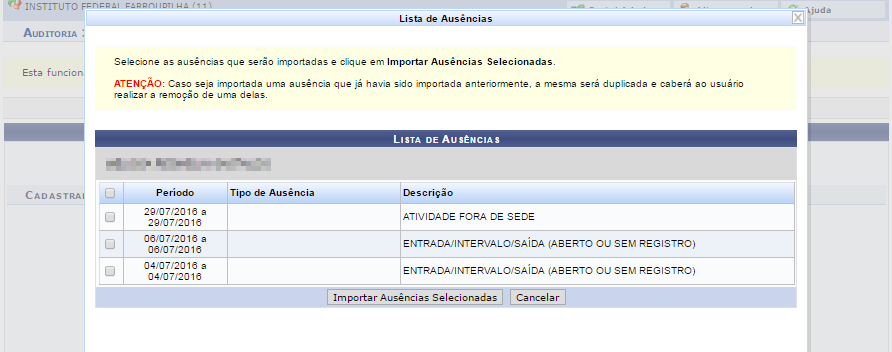 INSTITUTO FEDERAL FARROUPILHA (11)
Lista de Ausências
Ajuda
AUDITORIA
Esta funcion
CADASTRAR
Selecione as ausências que serão importadas e clique em Importar Ausências Selecionadas.
ATENÇÃO: Caso seja importada uma ausência que já havia sido importada anteriormente, a mesma será duplicada e caberá ao usuário
realizar a remoção de uma delas.
LISTA DE AUSÊNCIAS
Período Tipo de Ausência Descrição
29/07/2016 a
29/07/2016
ATIVIDADE FORA DE SEDE
06/07/2016 a
06/07/2016
ENTRADA/INTERVALO/SAÍDA (ABERTO OU SEM REGISTRO)
04/07/2016 a
04/07/2016
ENTRADA/INTERVALO/SAÍDA (ABERTO OU SEM REGISTRO)
Importar Ausências Selecionadas Cancelar